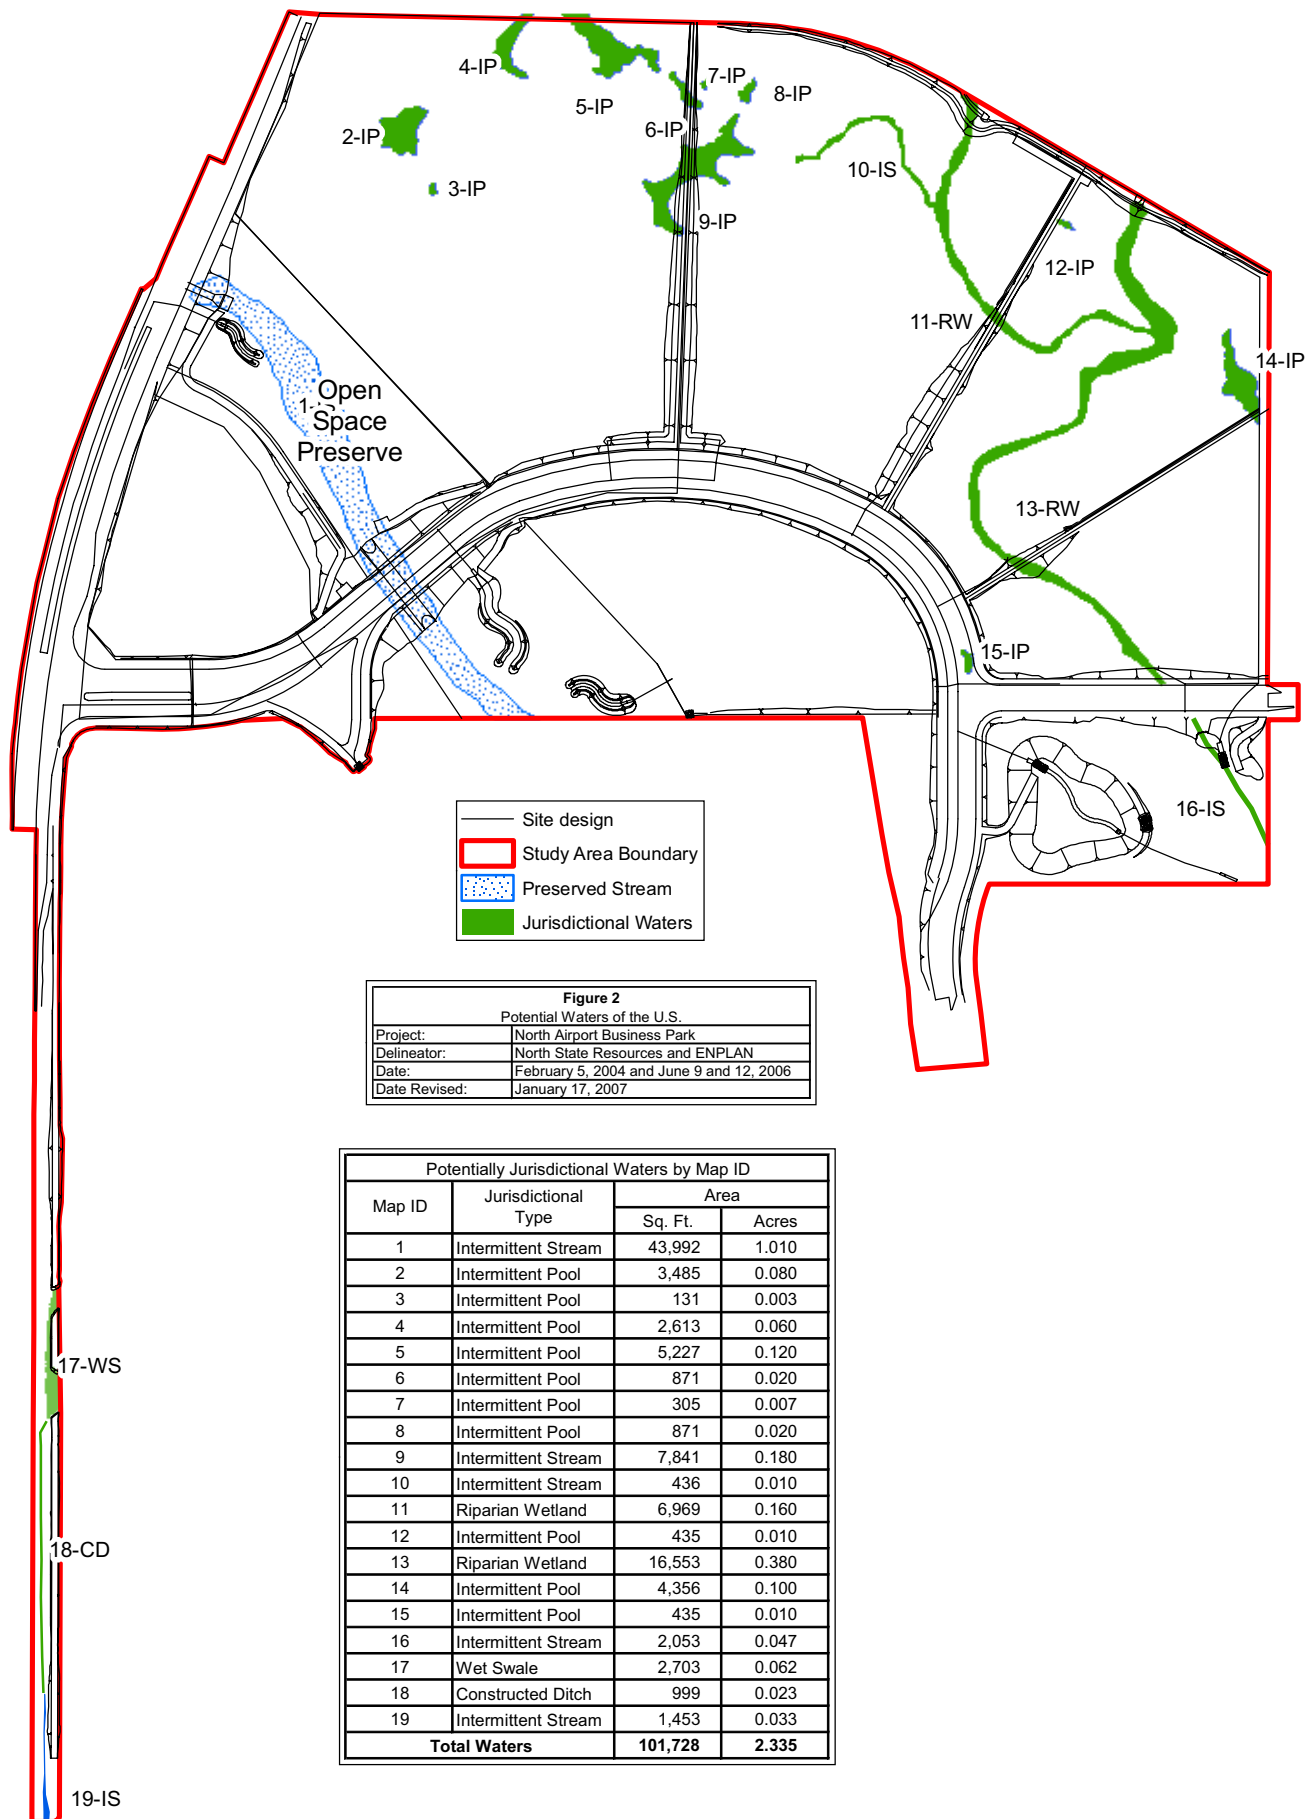 4-IP
7-IP
5-IP
8-IP
2-IP
6-IP
3-IP
10-IS
9-IP
12-IP
11-RW
14-IP
1-
Open
Space
Preserve
13-RW
15-IP
16-IS
Site design
Study Area Boundary
Preserved Stream
Jurisdictional Waters
Figure 2
Potential Waters of the U.S.
Project: North Airport Business Park
Delineator: North State Resources and ENPLAN
Date: February 5, 2004 and June 9 and 12, 2006
Date Revised: January 17, 2007
Potentially Jurisdictional Waters by Map ID
Map ID Jurisdictional Type Area
Sq. Ft. Acres
1 Intermittent Stream 43,992 1.010
2 Intermittent Pool 3,485 0.080
3 Intermittent Pool 131 0.003
4 Intermittent Pool 2,613 0.060
5 Intermittent Pool 5,227 0.120
6 Intermittent Pool 871 0.020
7 Intermittent Pool 305 0.007
8 Intermittent Pool 871 0.020
9 Intermittent Stream 7,841 0.180
10 Intermittent Stream 436 0.010
11 Riparian Wetland 6,969 0.160
12 Intermittent Pool 435 0.010
13 Riparian Wetland 16,553 0.380
14 Intermittent Pool 4,356 0.100
15 Intermittent Pool 435 0.010
16 Intermittent Stream 2,053 0.047
17 Wet Swale 2,703 0.062
18 Constructed Ditch 999 0.023
19 Intermittent Stream 1,453 0.033
Total Waters 101,728 2.335
17-WS
18-CD
19-IS